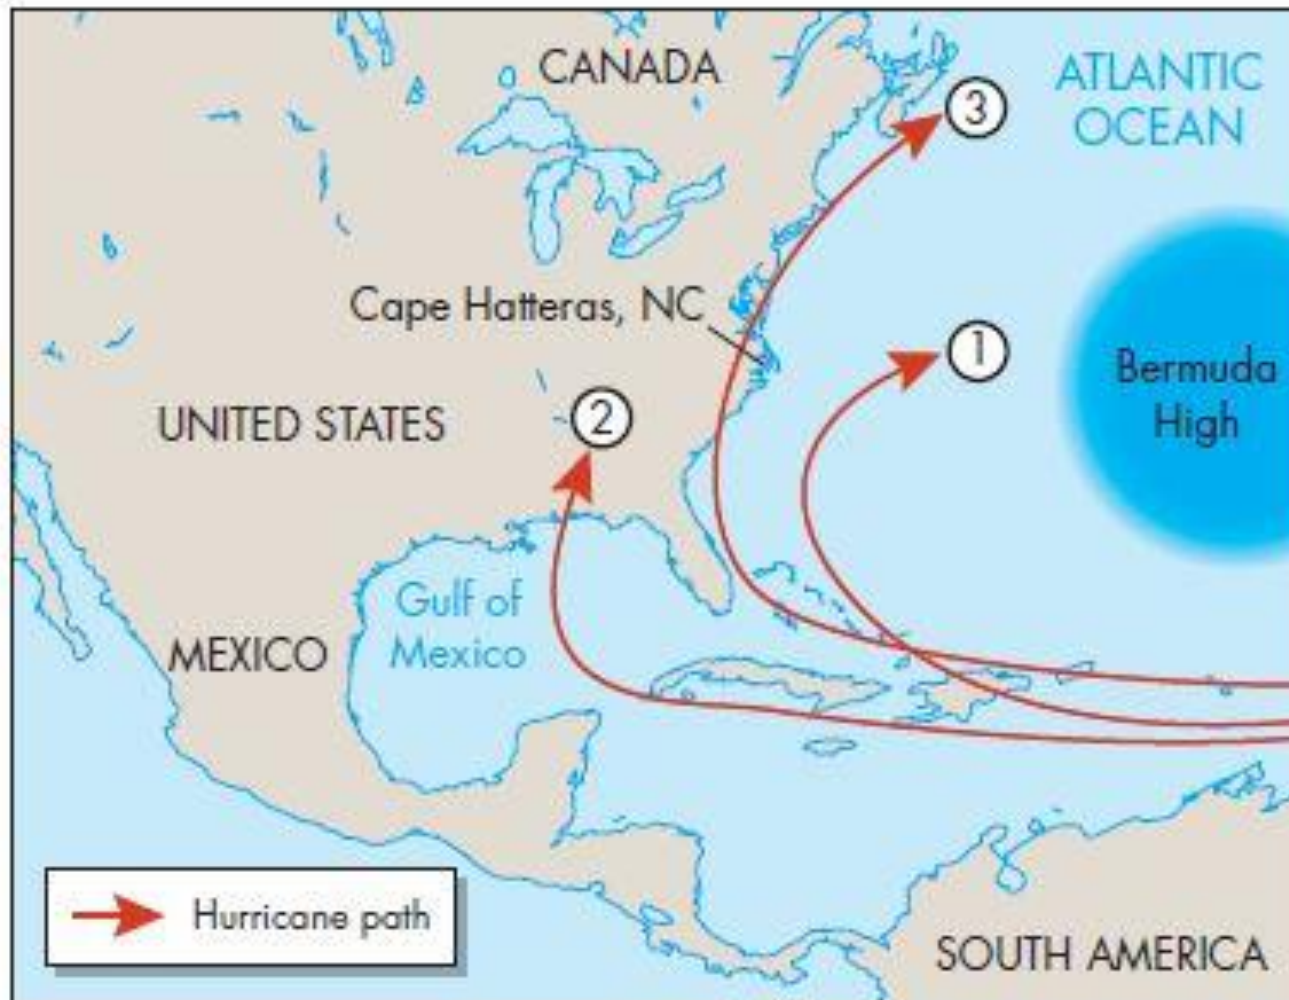 CANADA
ATLANTIC
OCEAN
3
Cape Hatteras, NC
1
Bermuda
High
UNITED STATES
2
Gulf of
Mexico
MEXICO
Hurricane path
SOUTH AMERICA